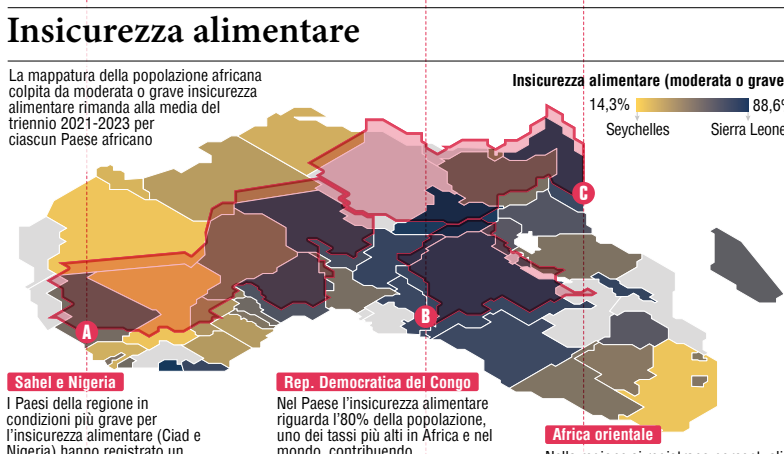 Insicurezza alimentare
La mappatura della popolazione africana
colpita da moderata o grave insicurezza
alimentare rimanda alla media del
triennio 2021-2023 per
ciascun Paese africano
Insicurezza alimentare (moderata o grave
14,3%
88,6%
Seychelles
Sierra Leone
A
B
C
Sahel e Nigeria
I Paesi della regione in
condizioni più grave per
l'insicurezza alimentare (Ciad e
Nigeria) hanno registrato un
Rep. Democratica del Congo
Nel Paese l'insicurezza alimentare
riguarda l'80% della popolazione,
uno dei tassi più alti in Africa e nel
mondo, contribuendo
Africa orientale